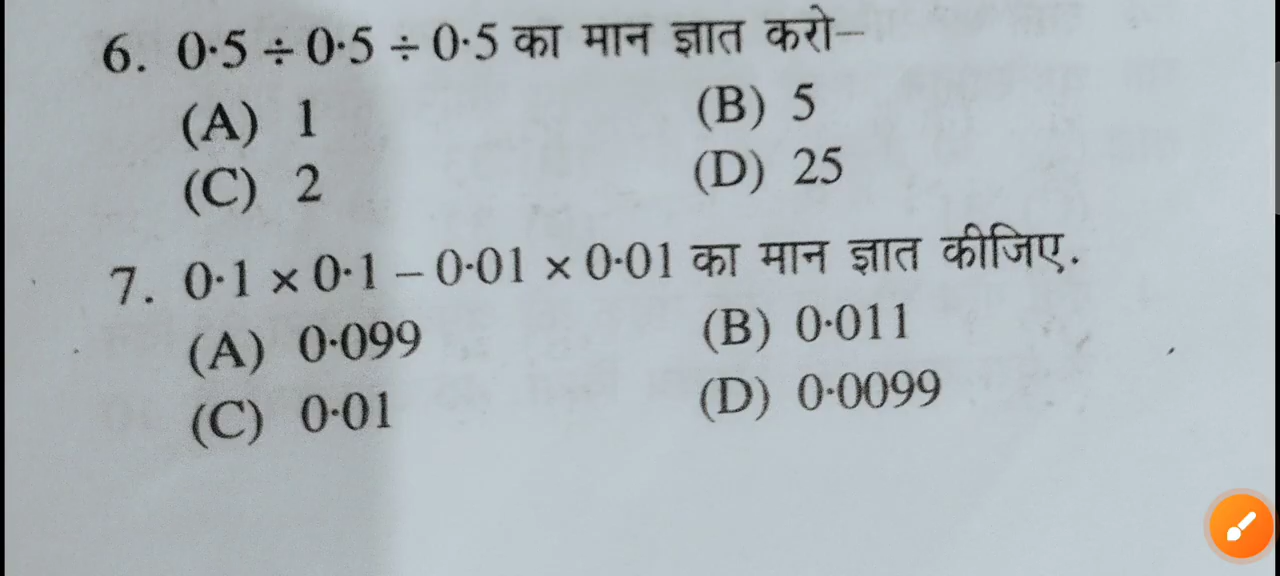 6. 0·5 ÷ 0·5 ÷ 0·5 का मान ज्ञात करो–
(A) 1 (B) 5
(C) 2 (D) 25
7. 0·1 × 0·1 – 0·01 × 0·01 का मान ज्ञात कीजिए.
(A) 0·099 (B) 0·011
(C) 0·01 (D) 0·0099